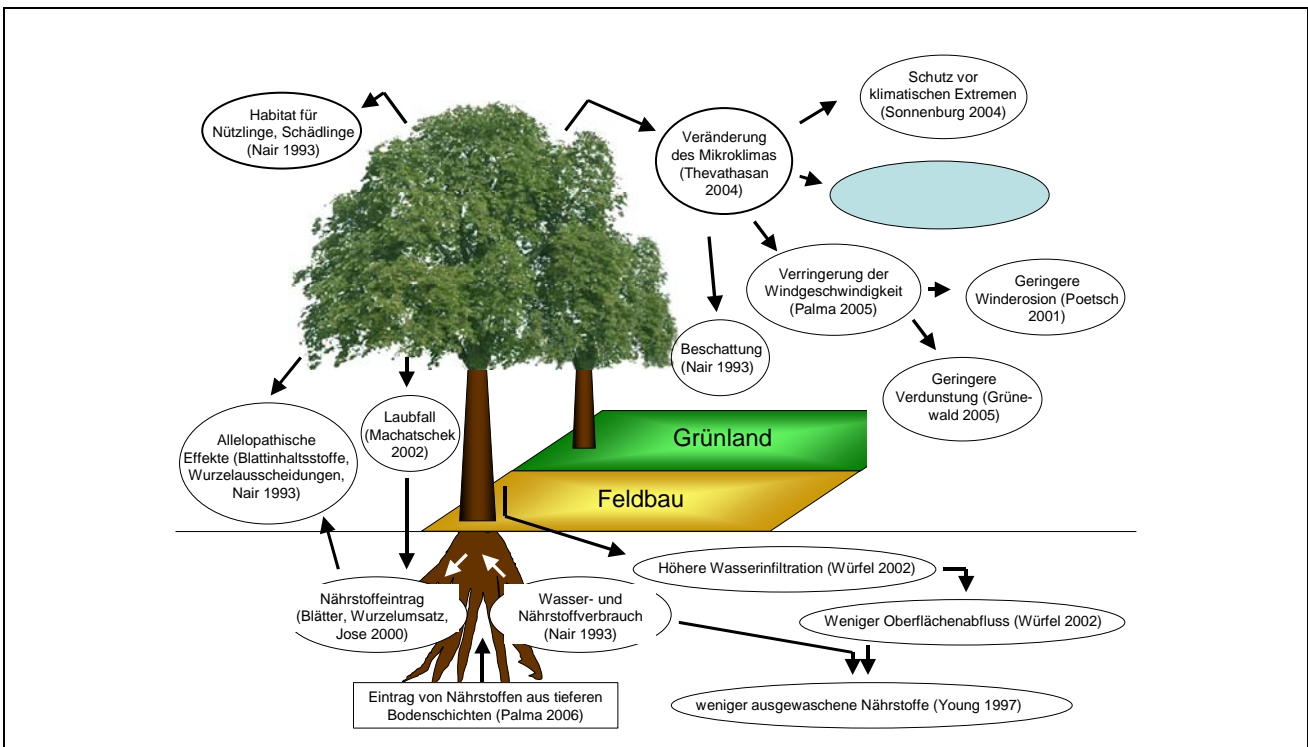 Habitat für
Nützlinge, Schädlinge
(Nair 1993)
Veränderung
des Mikroklimas
(Thevathasan
2004)
Schutz vor
klimatischen Extremen
(Sonnenburg 2004)
Verringerung der
Windgeschwindigkeit
(Palma 2005)
Geringere
Winderosion (Poetsch
2001)
Beschattung
(Nair 1993)
Geringere
Verdunstung (Grüne-
wald 2005)
Allelopathische
Effekte (Blattinhaltsstoffe,
Wurzelausscheidungen,
Nair 1993)
Laubfall
(Machatschek
2002)
Grünland
Feldbau
Höhere Wasserinfiltration (Würfel 2002)
Nährstoffeintrag
(Blätter, Wurzelumsatz,
Jose 2000)
Wasser- und
Nährstoffverbrauch
(Nair 1993)
Weniger Oberflächenabfluss (Würfel 2002)
Eintrag von Nährstoffen aus tieferen
Bodenschichten (Palma 2006)
weniger ausgewaschene Nährstoffe (Young 1997)